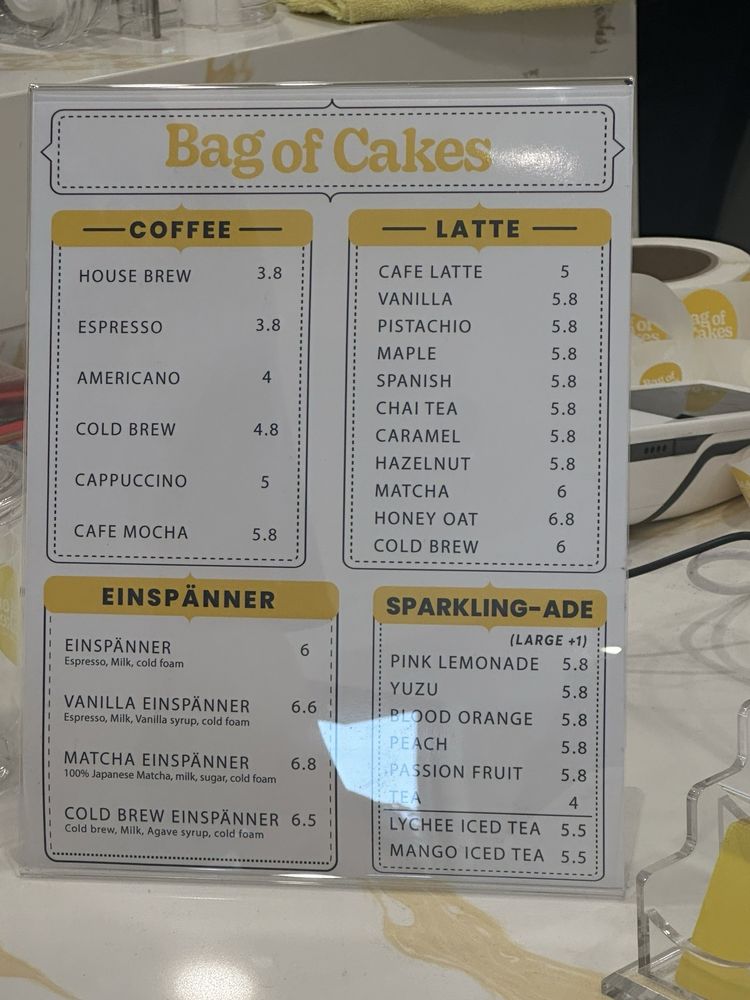 Bag of Cakes
COFFEE
HOUSE BREW 3.8
ESPRESSO 3.8
AMERICANO 4
COLD BREW 4.8
CAPPUCCINO 5
CAFE MOCHA 5.8
LATTE
CAFE LATTE 5
VANILLA 5.8
PISTACHIO 5.8
MAPLE 5.8
SPANISH 5.8
CHAI TEA 5.8
CARAMEL 5.8
HAZELNUT 5.8
MATCHA 6
HONEY OAT 6.8
COLD BREW 6
EINSPÄNNER
EINSPÄNNER 6
Espresso, Milk, cold foam
VANILLA EINSPÄNNER 6.6
Espresso, Milk, Vanilla syrup, cold foam
MATCHA EINSPÄNNER 6.8
100% Japanese Matcha, milk, sugar, cold foam
COLD BREW EINSPÄNNER 6.5
Cold brew, Milk, Agave syrup, cold foam
SPARKLING-ADE
(LARGE +1)
PINK LEMONADE 5.8
YUZU 5.8
BLOOD ORANGE 5.8
PEACH 5.8
PASSION FRUIT 5.8
TEA 4
LYCHEE ICED TEA 5.5
MANGO ICED TEA 5.5
ag of
akes
Bag of